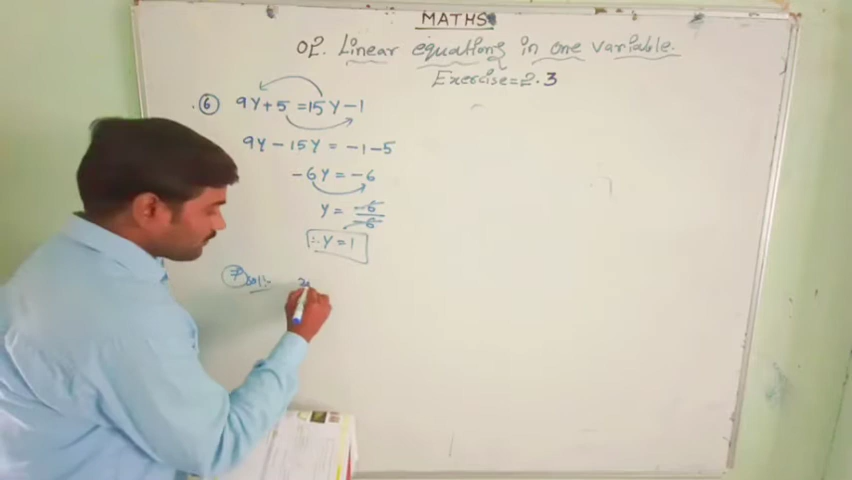 MATHS
02. Linear equations in one variable.
Exercise=2.3
6 9Y+5=15Y-1
9Y-15Y=-1-5
-6Y=-6
Y=-6/-6
∴Y=1
7 Sol:-